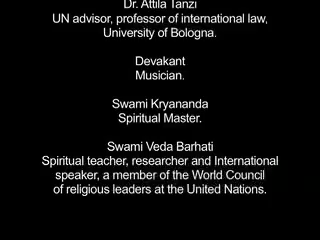 Dr. Attila Tanzi
UN advisor, professor of international law,
University of Bologna.
Devakant
Musician.
Swami Kryananda
Spiritual Master.
Swami Veda Barhati
Spiritual teacher, researcher and International
speaker, a member of the World Council
of religious leaders at the United Nations.